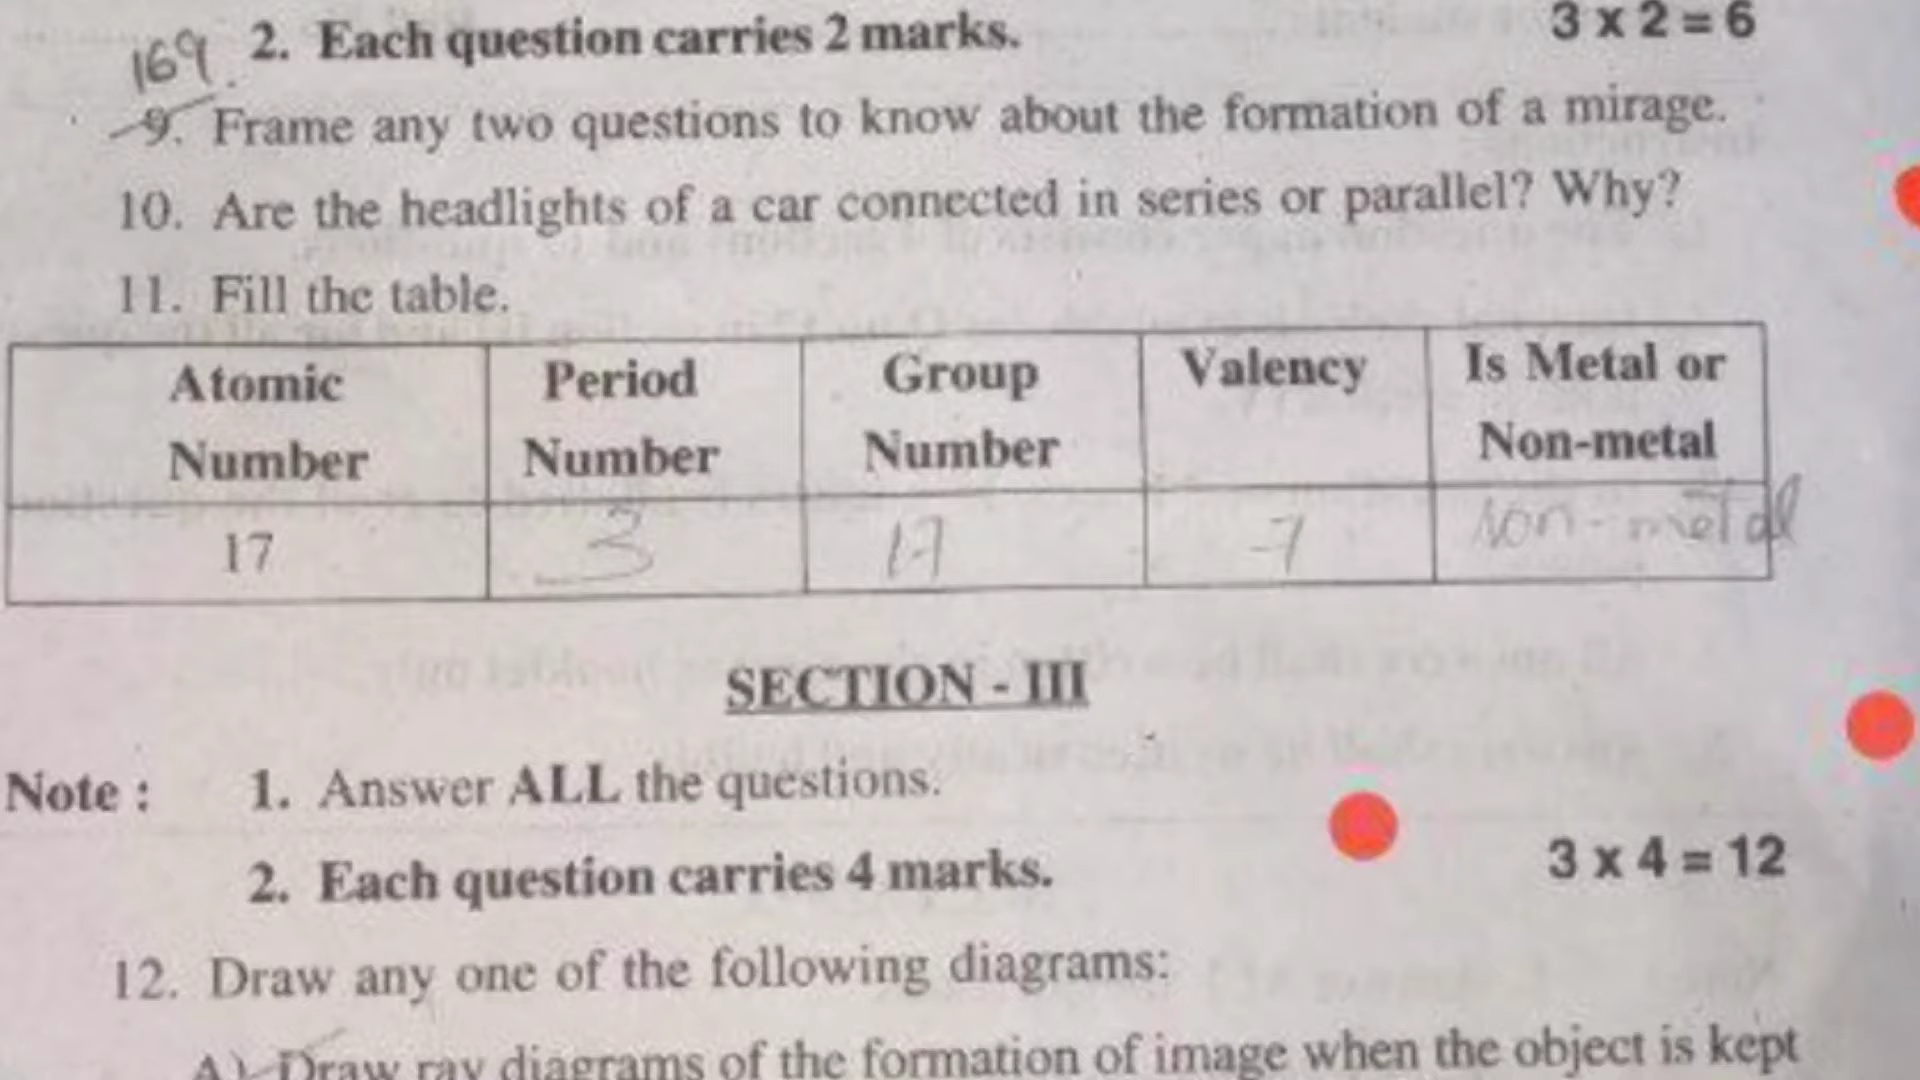 2. Each question carries 2 marks. 3 x 2 = 6
169.
9. Frame any two questions to know about the formation of a mirage.
10. Are the headlights of a car connected in series or parallel? Why?
11. Fill the table.
Atomic Number Period Number Group Number Valency Is Metal or Non-metal
17 3 17 7 Non-metal
SECTION - III
Note : 1. Answer ALL the questions.
2. Each question carries 4 marks. 3 x 4 = 12
12. Draw any one of the following diagrams:
A) Draw ray diagrams of the formation of image when the object is kept